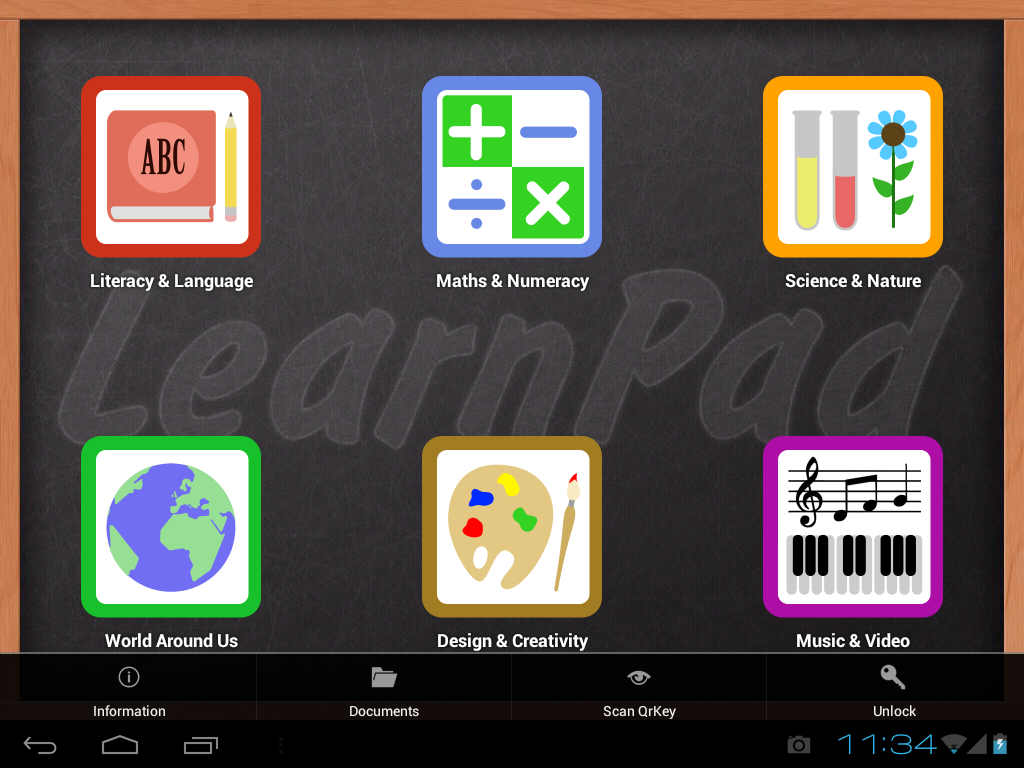 ABC
Literacy & Language
Maths & Numeracy
Science & Nature
LearnPad
World Around Us
Design & Creativity
Music & Video
Information
Documents
Scan QrKey
Unlock
11:34